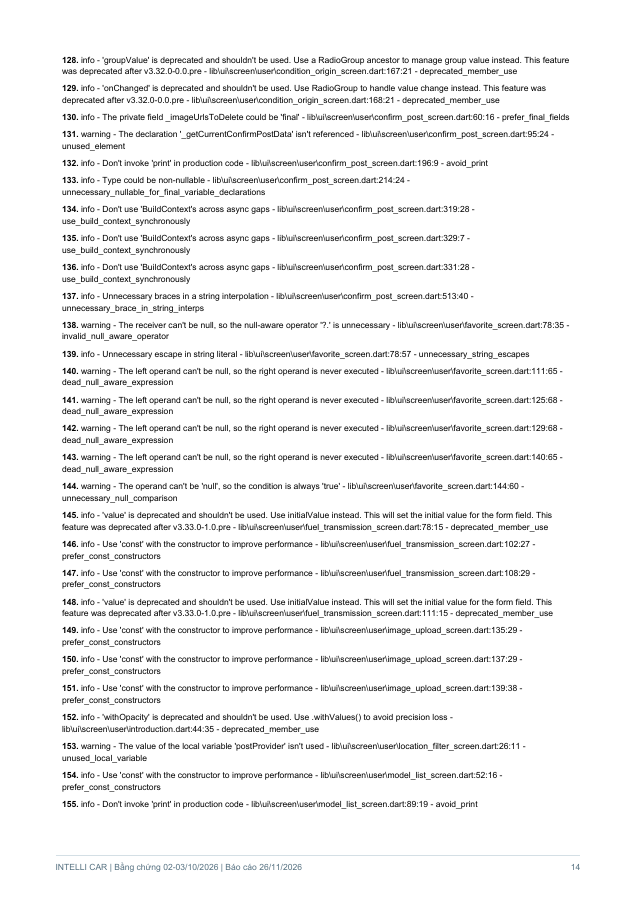 128. info - 'groupValue' is deprecated and shouldn't be used. Use a RadioGroup ancestor to manage group value instead. This feature
was deprecated after v3.32.0-0.0.pre - lib\ui\screen\user\condition_origin_screen.dart:167:21 - deprecated_member_use
129. info - 'onChanged' is deprecated and shouldn't be used. Use RadioGroup to handle value change instead. This feature was
deprecated after v3.32.0-0.0.pre - lib\ui\screen\user\condition_origin_screen.dart:168:21 - deprecated_member_use
130. info - The private field _imageUrlsToDelete could be 'final' - lib\ui\screen\user\confirm_post_screen.dart:60:16 - prefer_final_fields
131. warning - The declaration '_getCurrentConfirmPostData' isn't referenced - lib\ui\screen\user\confirm_post_screen.dart:95:24 -
unused_element
132. info - Don't invoke 'print' in production code - lib\ui\screen\user\confirm_post_screen.dart:196:9 - avoid_print
133. info - Type could be non-nullable - lib\ui\screen\user\confirm_post_screen.dart:214:24 -
unnecessary_nullable_for_final_variable_declarations
134. info - Don't use 'BuildContext's across async gaps - lib\ui\screen\user\confirm_post_screen.dart:319:28 -
use_build_context_synchronously
135. info - Don't use 'BuildContext's across async gaps - lib\ui\screen\user\confirm_post_screen.dart:329:7 -
use_build_context_synchronously
136. info - Don't use 'BuildContext's across async gaps - lib\ui\screen\user\confirm_post_screen.dart:331:28 -
use_build_context_synchronously
137. info - Unnecessary braces in a string interpolation - lib\ui\screen\user\confirm_post_screen.dart:513:40 -
unnecessary_brace_in_string_interps
138. warning - The receiver can't be null, so the null-aware operator '?.' is unnecessary - lib\ui\screen\user\favorite_screen.dart:78:35 -
invalid_null_aware_operator
139. info - Unnecessary escape in string literal - lib\ui\screen\user\favorite_screen.dart:78:57 - unnecessary_string_escapes
140. warning - The left operand can't be null, so the right operand is never executed - lib\ui\screen\user\favorite_screen.dart:111:65 -
dead_null_aware_expression
141. warning - The left operand can't be null, so the right operand is never executed - lib\ui\screen\user\favorite_screen.dart:125:68 -
dead_null_aware_expression
142. warning - The left operand can't be null, so the right operand is never executed - lib\ui\screen\user\favorite_screen.dart:129:68 -
dead_null_aware_expression
143. warning - The left operand can't be null, so the right operand is never executed - lib\ui\screen\user\favorite_screen.dart:140:65 -
dead_null_aware_expression
144. warning - The operand can't be 'null', so the condition is always 'true' - lib\ui\screen\user\favorite_screen.dart:144:60 -
unnecessary_null_comparison
145. info - 'value' is deprecated and shouldn't be used. Use initialValue instead. This will set the initial value for the form field. This
feature was deprecated after v3.33.0-1.0.pre - lib\ui\screen\user\fuel_transmission_screen.dart:78:15 - deprecated_member_use
146. info - Use 'const' with the constructor to improve performance - lib\ui\screen\user\fuel_transmission_screen.dart:102:27 -
prefer_const_constructors
147. info - Use 'const' with the constructor to improve performance - lib\ui\screen\user\fuel_transmission_screen.dart:108:29 -
prefer_const_constructors
148. info - 'value' is deprecated and shouldn't be used. Use initialValue instead. This will set the initial value for the form field. This
feature was deprecated after v3.33.0-1.0.pre - lib\ui\screen\user\fuel_transmission_screen.dart:111:15 - deprecated_member_use
149. info - Use 'const' with the constructor to improve performance - lib\ui\screen\user\image_upload_screen.dart:135:29 -
prefer_const_constructors
150. info - Use 'const' with the constructor to improve performance - lib\ui\screen\user\image_upload_screen.dart:137:29 -
prefer_const_constructors
151. info - Use 'const' with the constructor to improve performance - lib\ui\screen\user\image_upload_screen.dart:139:38 -
prefer_const_constructors
152. info - 'withOpacity' is deprecated and shouldn't be used. Use .withValues() to avoid precision loss -
lib\ui\screen\user\introduction.dart:44:35 - deprecated_member_use
153. warning - The value of the local variable 'postProvider' isn't used - lib\ui\screen\user\location_filter_screen.dart:26:11 -
unused_local_variable
154. info - Use 'const' with the constructor to improve performance - lib\ui\screen\user\model_list_screen.dart:52:16 -
prefer_const_constructors
155. info - Don't invoke 'print' in production code - lib\ui\screen\user\model_list_screen.dart:89:19 - avoid_print
INTELLI CAR | Bằng chứng 02-03/10/2026 | Báo cáo 26/11/2026 14